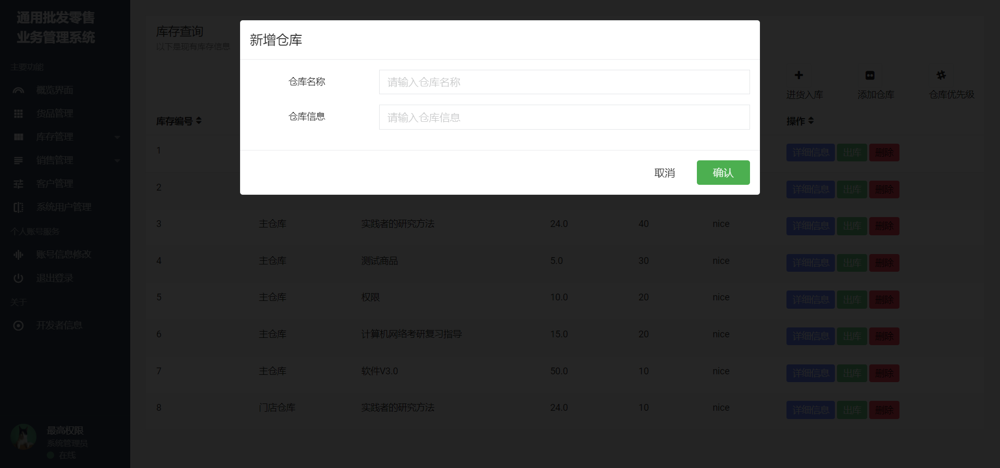 通用批发零售
业务管理系统
主要功能
概览界面
货品管理
库存管理
销售管理
客户管理
系统用户管理
个人账号服务
账号信息修改
退出登录
关于
开发者信息
最高权限
系统管理员
在线
库存查询
以下是现有库存信息
新增仓库
仓库名称 请输入仓库名称
仓库信息 请输入仓库信息
取消 确认
进货入库 添加仓库 仓库优先级
库存编号 操作
1 详细信息 出库 删除
2 详细信息 出库 删除
3 主仓库 实践者的研究方法 24.0 40 nice 详细信息 出库 删除
4 主仓库 测试商品 5.0 30 nice 详细信息 出库 删除
5 主仓库 权限 10.0 20 nice 详细信息 出库 删除
6 主仓库 计算机网络考研复习指导 15.0 20 nice 详细信息 出库 删除
7 主仓库 软件V3.0 50.0 10 nice 详细信息 出库 删除
8 门店仓库 实践者的研究方法 24.0 10 nice 详细信息 出库 删除